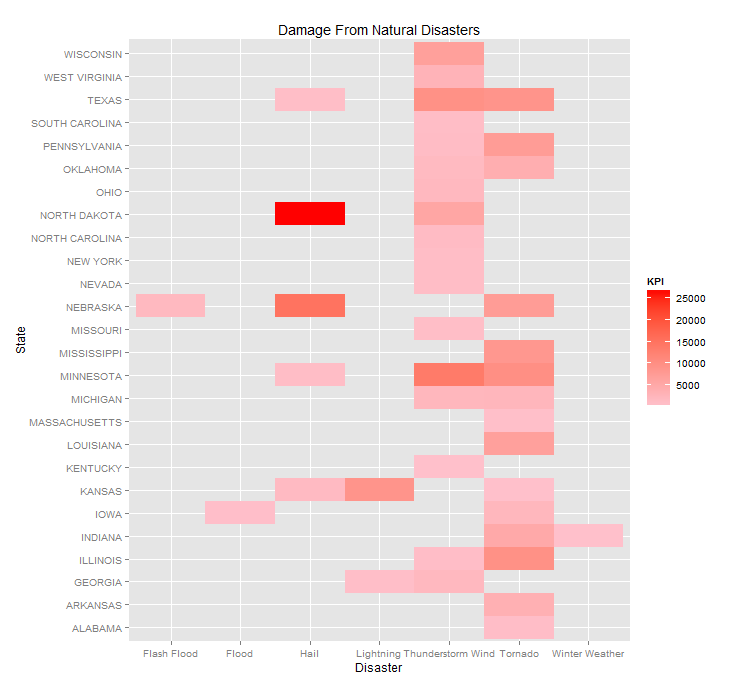 Damage From Natural Disasters
WISCONSIN
WEST VIRGINIA
TEXAS
SOUTH CAROLINA
PENNSYLVANIA
OKLAHOMA
OHIO
NORTH DAKOTA
NORTH CAROLINA
NEW YORK
NEVADA
NEBRASKA
MISSOURI
MISSISSIPPI
MINNESOTA
MICHIGAN
MASSACHUSETTS
LOUISIANA
KENTUCKY
KANSAS
IOWA
INDIANA
ILLINOIS
GEORGIA
ARKANSAS
ALABAMA
State
Flash Flood Flood Hail Lightning Thunderstorm Wind Tornado Winter Weather
Disaster
KPI
25000
20000
15000
10000
5000